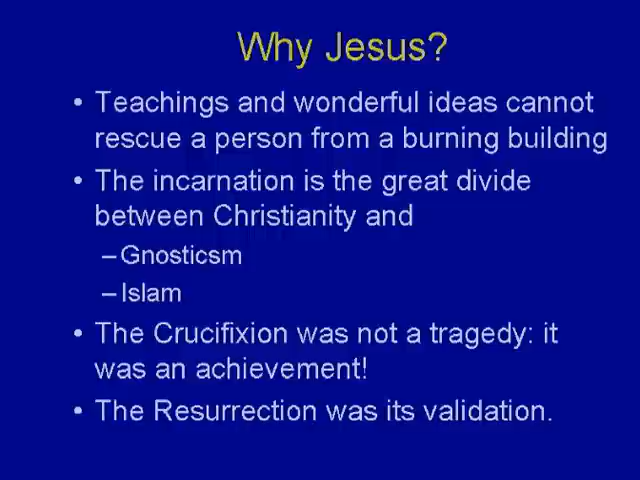 Why Jesus?
• Teachings and wonderful ideas cannot
rescue a person from a burning building
• The incarnation is the great divide
between Christianity and
–Gnosticsm
–Islam
• The Crucifixion was not a tragedy: it
was an achievement!
• The Resurrection was its validation.